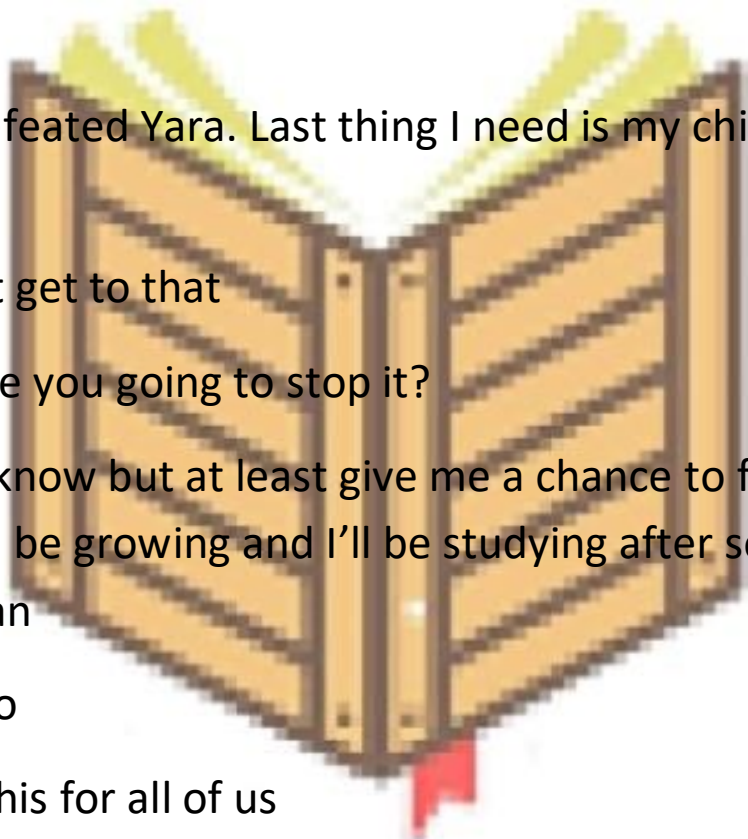 feated Yara. Last thing I need is my chi
t get to that
e you going to stop it?
know but at least give me a chance to f
be growing and I’ll be studying after s
nn
o
his for all of us